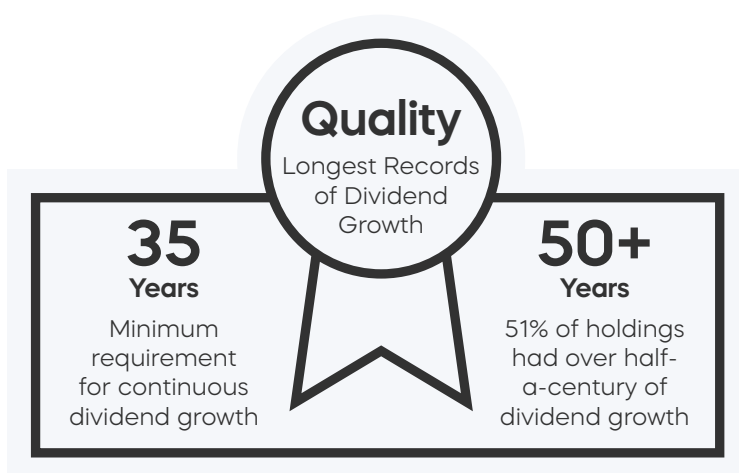 Quality
Longest Records
of Dividend
Growth
35
Years
Minimum
requirement
for continuous
dividend growth
50+
Years
51% of holdings
had over half-
a-century of
dividend growth